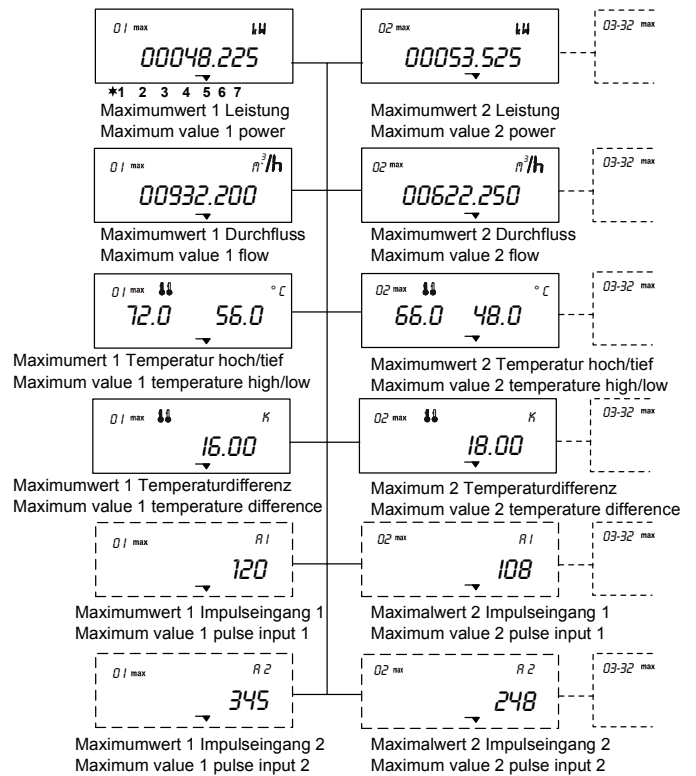 01 max kW 02 max kW 03-32 max
00048.225 00053.525
*1 2 3 4 5 6 7
Maximumwert 1 Leistung Maximumwert 2 Leistung
Maximum value 1 power Maximum value 2 power
01 max m³/h 02 max m³/h 03-32 max
00932.200 00622.250
Maximumwert 1 Durchfluss Maximumwert 2 Durchfluss
Maximum value 1 flow Maximum value 2 flow
01 max °C 02 max °C 03-32 max
72.0 56.0 66.0 48.0
Maximumert 1 Temperatur hoch/tief Maximumwert 2 Temperatur hoch/tief
Maximum value 1 temperature high/low Maximum value 2 temperature high/low
01 max K 02 max K 03-32 max
16.00 18.00
Maximumwert 1 Temperaturdifferenz Maximum 2 Temperaturdifferenz
Maximum value 1 temperature difference Maximum value 2 temperature difference
01 max A1 02 max A1 03-32 max
120 108
Maximumwert 1 Impulseingang 1 Maximalwert 2 Impulseingang 1
Maximum value 1 pulse input 1 Maximum value 2 pulse input 1
01 max A2 02 max A2 03-32 max
345 248
Maximumwert 1 Impulseingang 2 Maximalwert 2 Impulseingang 2
Maximum value 1 pulse input 2 Maximum value 2 pulse input 2